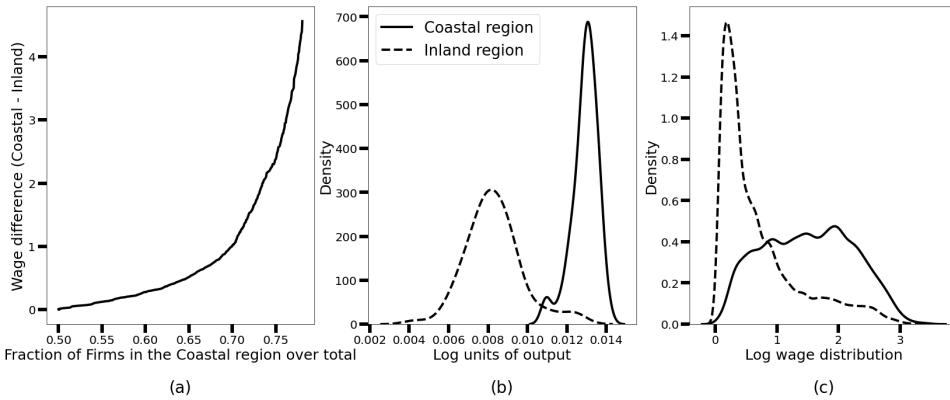 Wage difference (Coastal - Inland)
4
3
2
1
0
0.50 0.55 0.60 0.65 0.70 0.75
Fraction of Firms in the Coastal region over total
(a)
Density
700
600
500
400
300
200
100
0
Coastal region
Inland region
0.002 0.004 0.006 0.008 0.010 0.012 0.014
Log units of output
(b)
Density
1.4
1.2
1.0
0.8
0.6
0.4
0.2
0.0
0 1 2 3
Log wage distribution
(c)